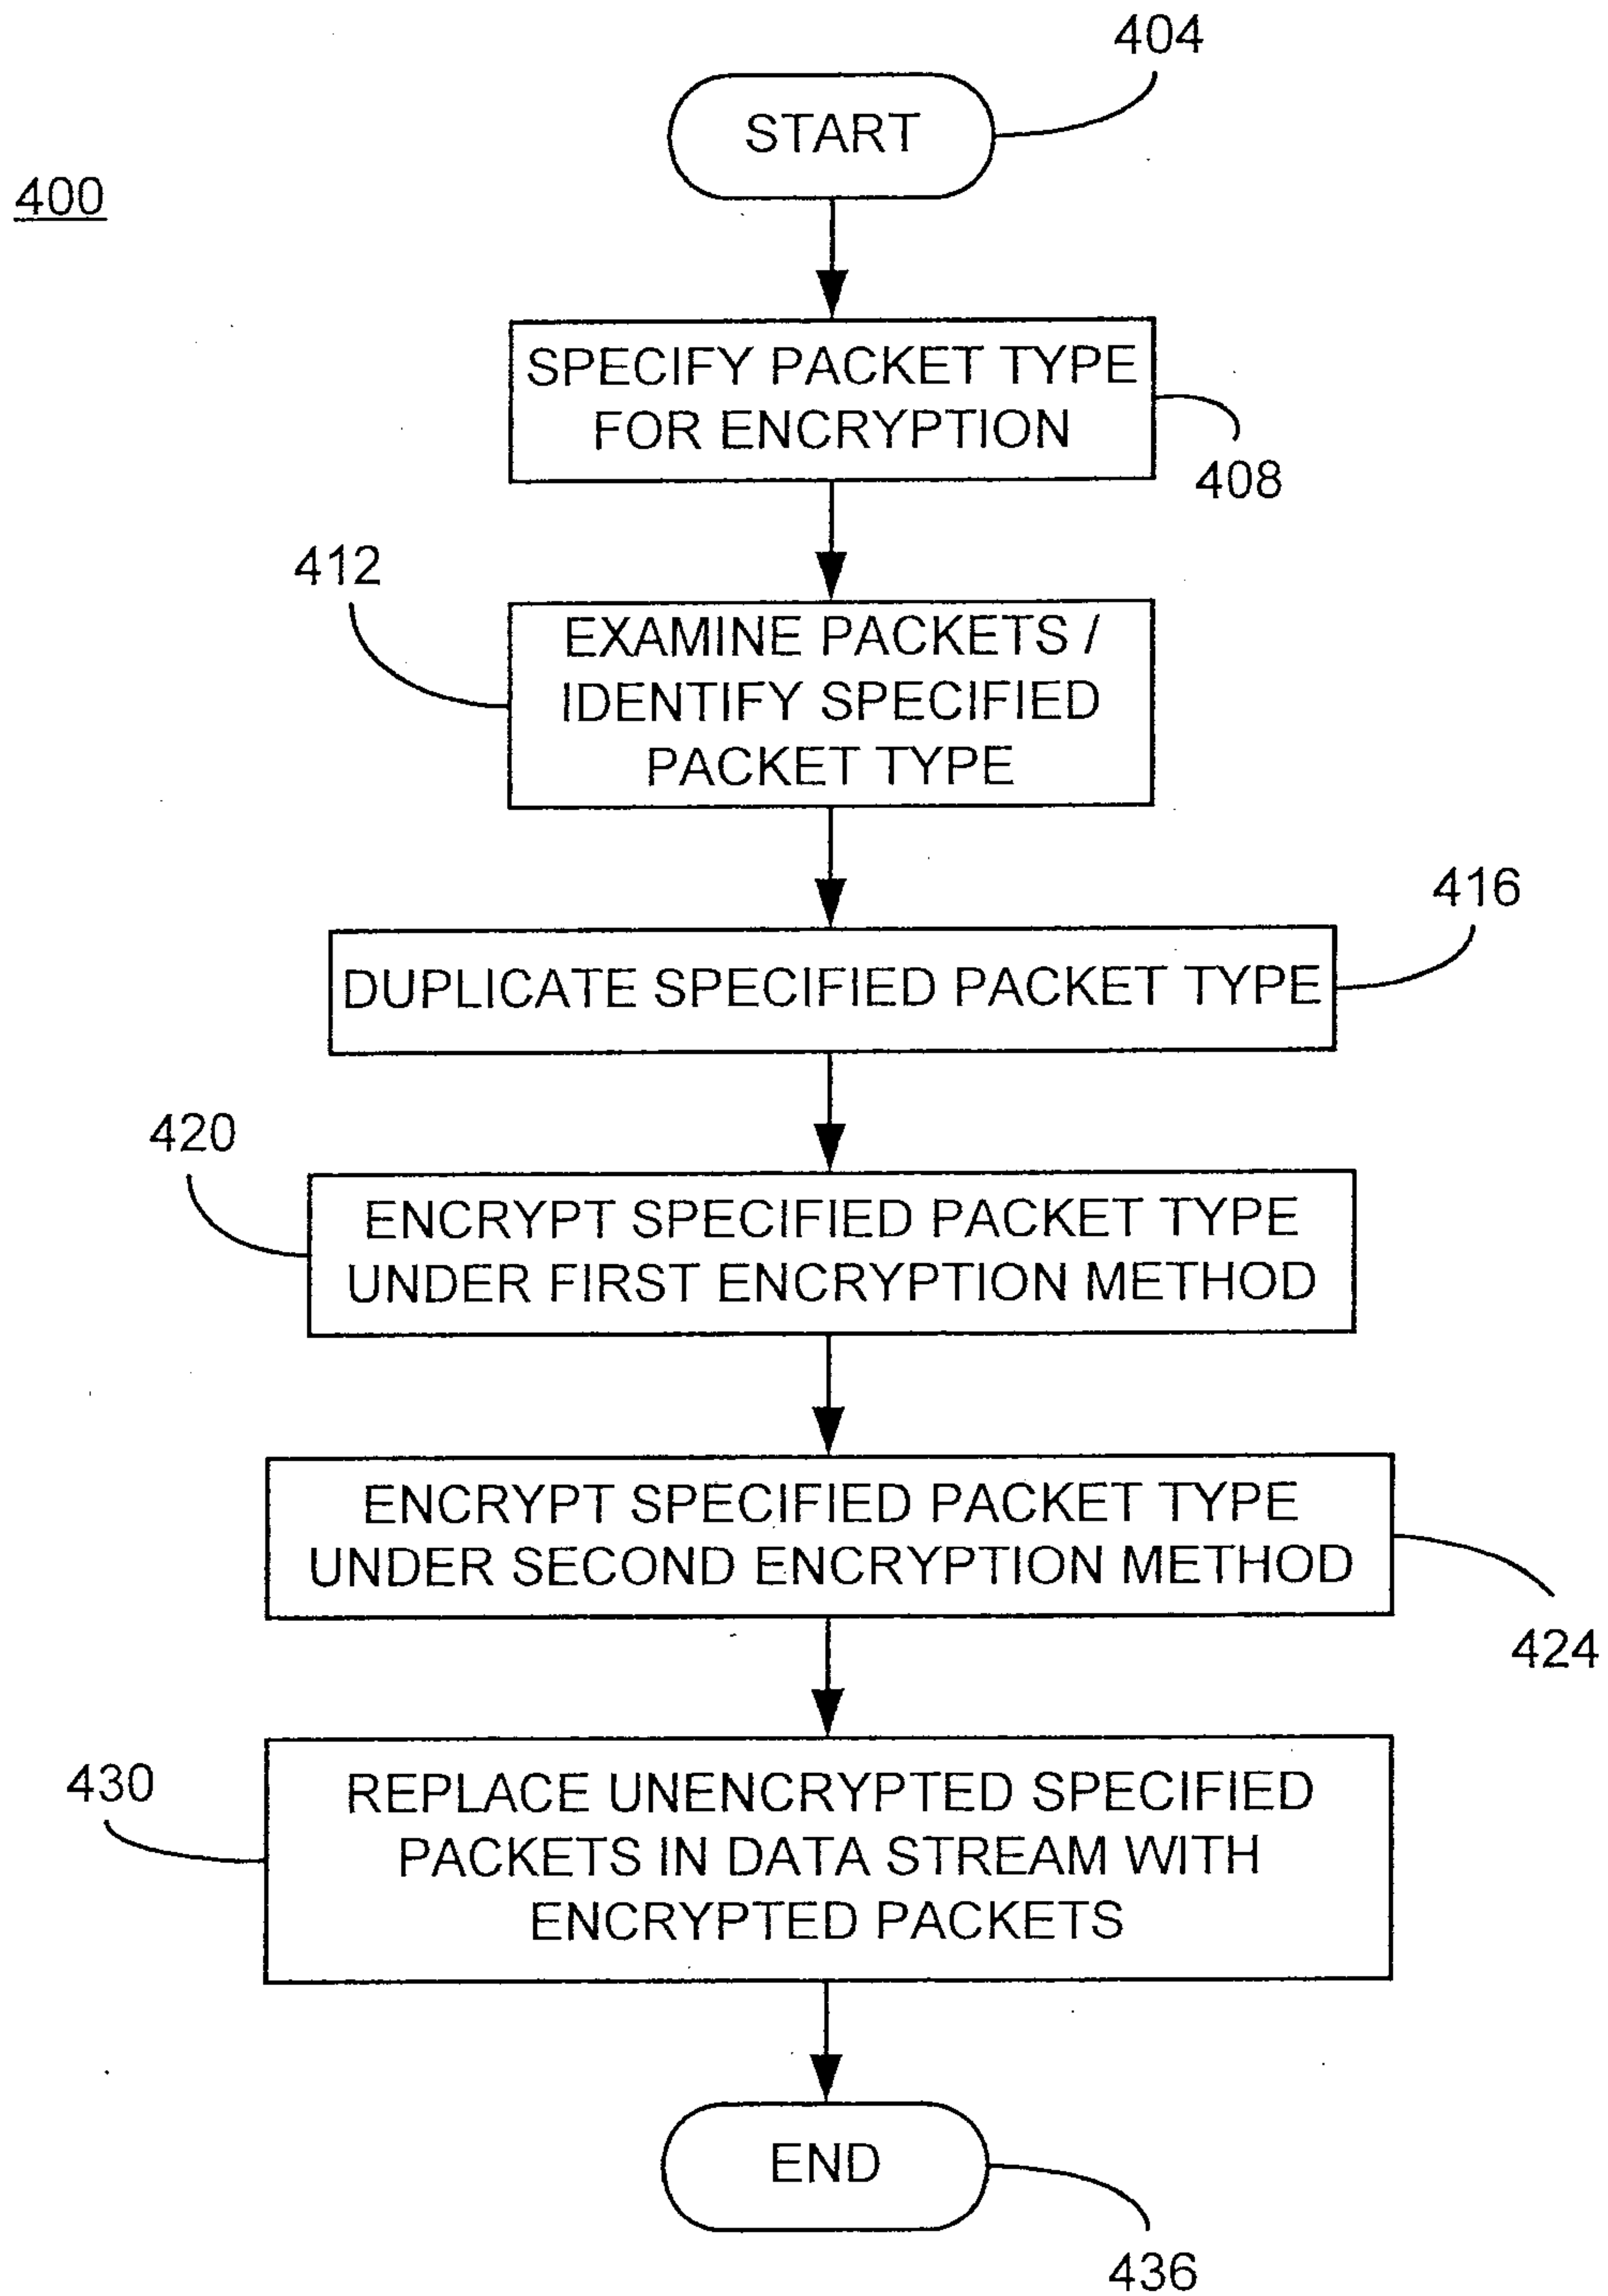 404
START
400
SPECIFY PACKET TYPE
FOR ENCRYPTION
408
412
EXAMINE PACKETS /
IDENTIFY SPECIFIED
PACKET TYPE
416
DUPLICATE SPECIFIED PACKET TYPE
420
ENCRYPT SPECIFIED PACKET TYPE
UNDER FIRST ENCRYPTION METHOD
ENCRYPT SPECIFIED PACKET TYPE
UNDER SECOND ENCRYPTION METHOD
424
430
REPLACE UNENCRYPTED SPECIFIED
PACKETS IN DATA STREAM WITH
ENCRYPTED PACKETS
END
436